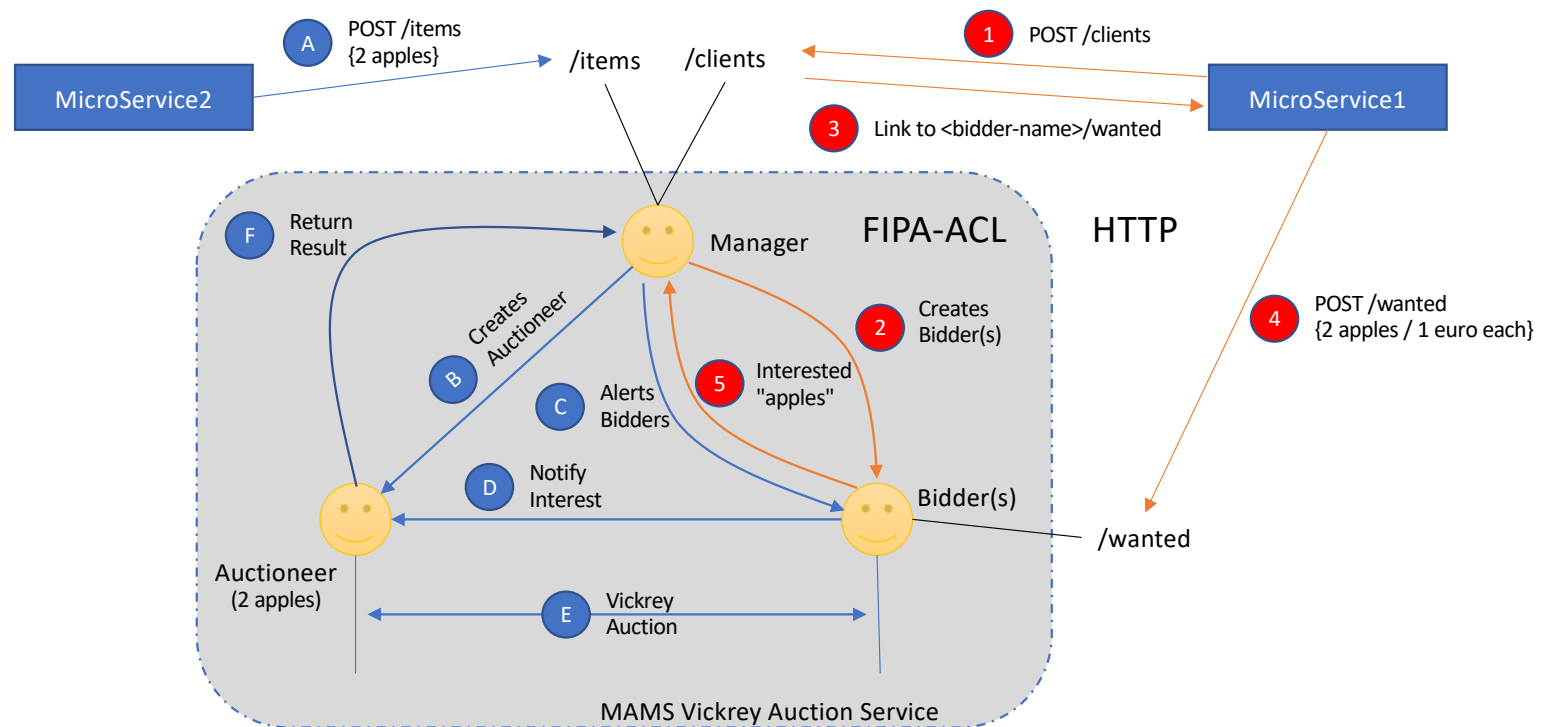 A
POST /items
{2 apples}
/items
/clients
1
POST /clients
MicroService2
MicroService1
3
Link to <bidder-name>/wanted
F
Return
Result
Manager
FIPA-ACL
HTTP
B
Creates
Auctioneer
2
Creates
Bidder(s)
4
POST /wanted
{2 apples / 1 euro each}
C
Alerts
Bidders
5
Interested
"apples"
D
Notify
Interest
Bidder(s)
/wanted
Auctioneer
(2 apples)
E
Vickrey
Auction
MAMS Vickrey Auction Service